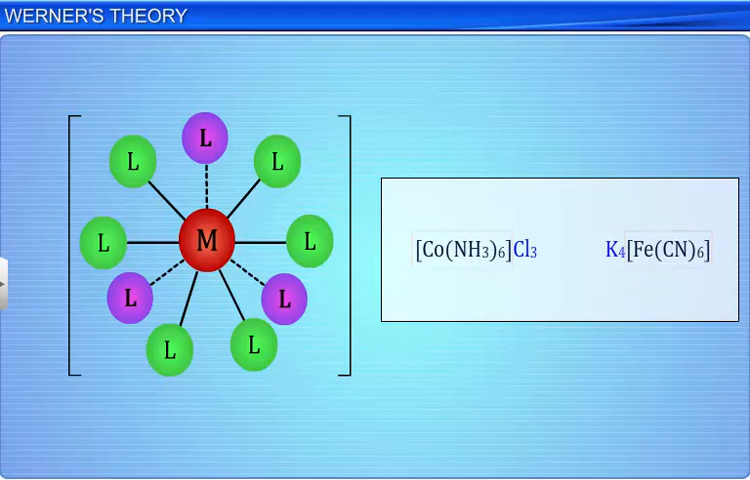 WERNER'S THEORY
L
L L
L M L
L L
L L
[Co(NH₃)₆]Cl₃ K₄[Fe(CN)₆]